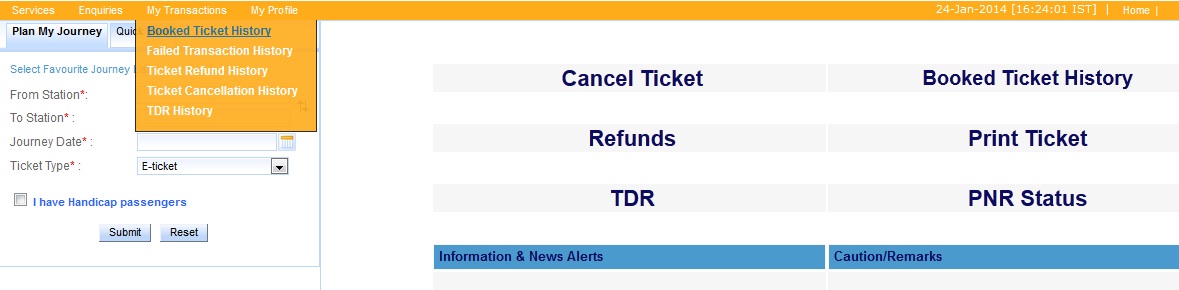 Services Enquiries My Transactions My Profile 24-Jan-2014 [16:24:01 IST] | Home |
Plan My Journey
Booked Ticket History
Failed Transaction History
Ticket Refund History
Ticket Cancellation History
TDR History
Select Favourite Journey
From Station*:
To Station* :
Journey Date* :
Ticket Type* : E-ticket
I have Handicap passengers
Submit Reset
Cancel Ticket Booked Ticket History
Refunds Print Ticket
TDR PNR Status
Information & News Alerts Caution/Remarks